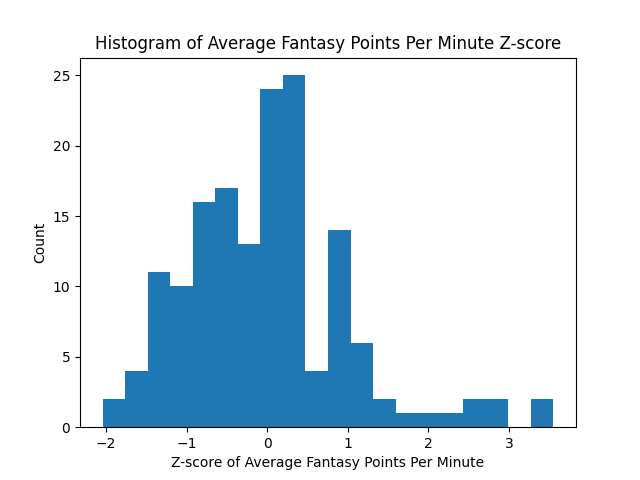 Histogram of Average Fantasy Points Per Minute Z-score
25
20
15
10
5
0
Count
−2 −1 0 1 2 3
Z-score of Average Fantasy Points Per Minute